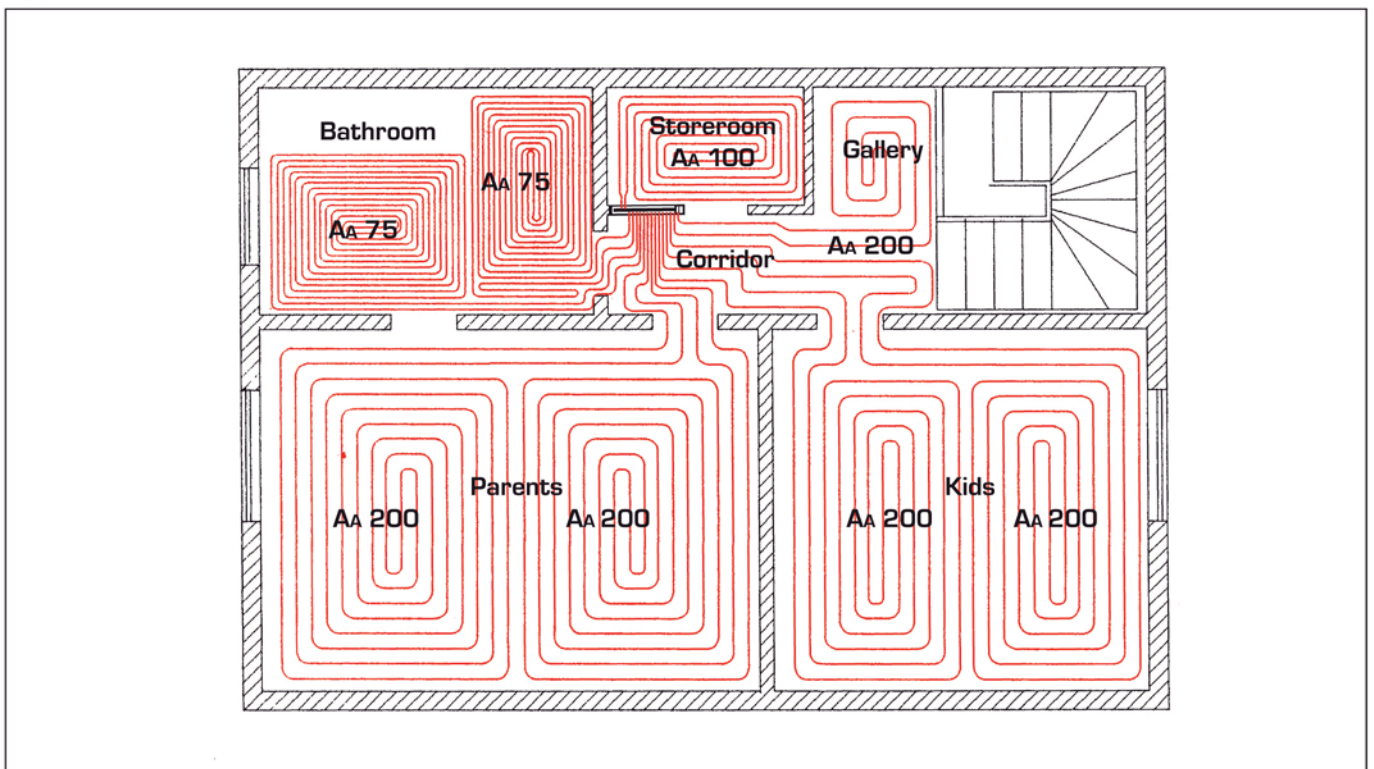 Bathroom
AA 75
AA 75
Storeroom
AA 100
Gallery
AA 200
Corridor
Parents
AA 200
AA 200
Kids
AA 200
AA 200